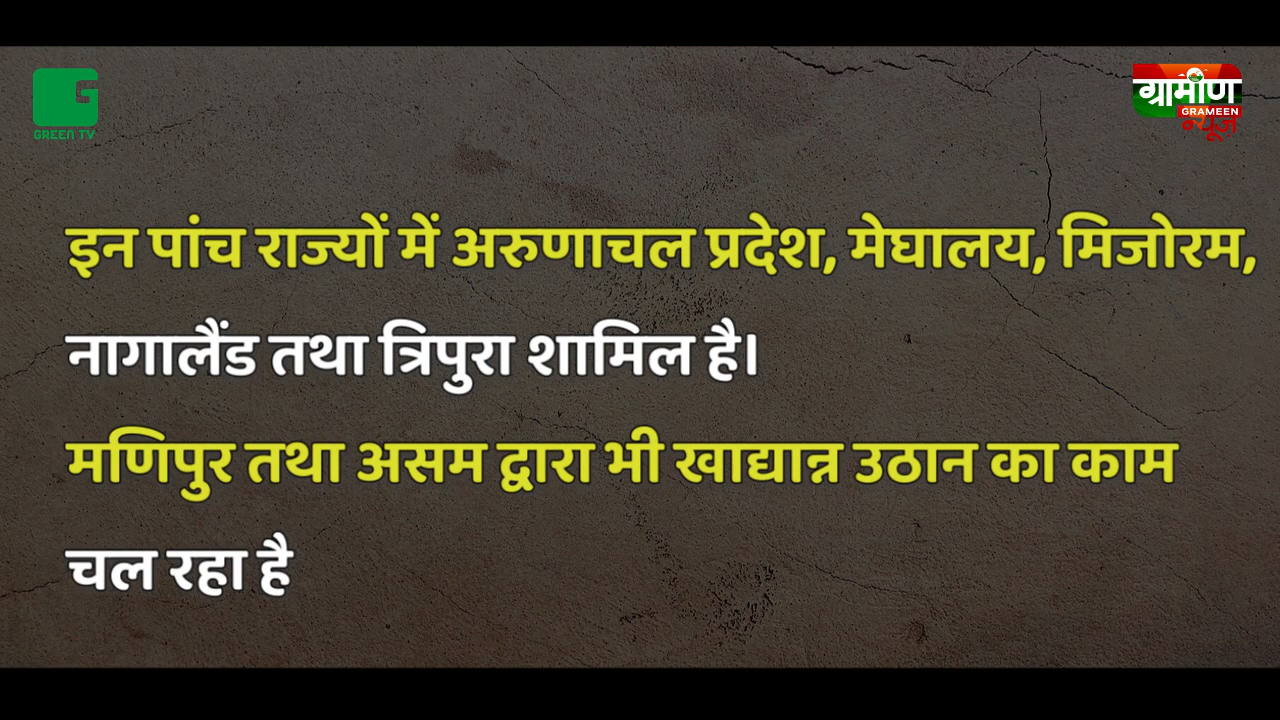 GREEN TV
ग्रामीण
GRAMEEN
न्यूज़
इन पांच राज्यों में अरुणाचल प्रदेश, मेघालय, मिजोरम,
नागालैंड तथा त्रिपुरा शामिल है।
मणिपुर तथा असम द्वारा भी खाद्यान्न उठान का काम
चल रहा है